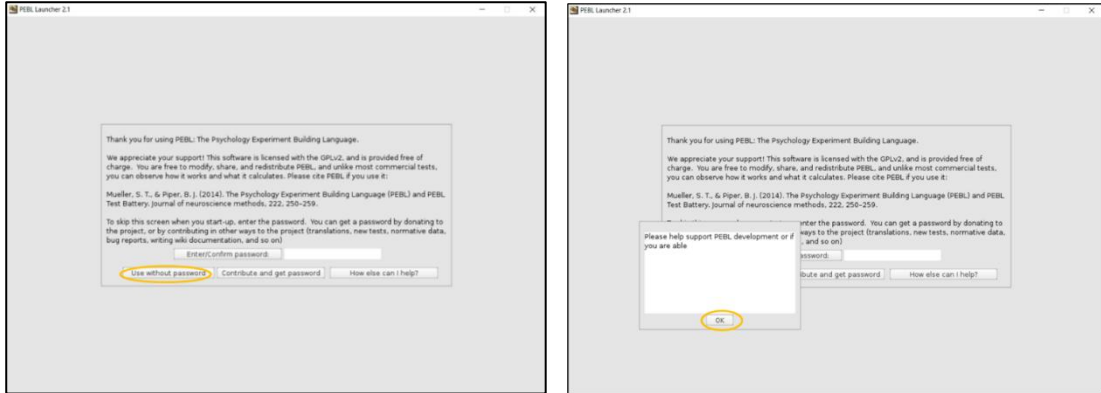 PEBL Launcher 2.1
Thank you for using PEBL: The Psychology Experiment Building Language.
We appreciate your support! This software is licensed with the GPLv2, and is provided free of
charge. You are free to modify, share, and redistribute PEBL, and unlike most commercial tests,
you can observe how it works and what it calculates. Please cite PEBL if you use it:
Mueller, S. T., & Piper, B. J. (2014). The Psychology Experiment Building Language (PEBL) and PEBL
Test Battery. Journal of neuroscience methods, 222, 250-259.
To skip this screen when you start-up, enter the password. You can get a password by donating to
the project, or by contributing in other ways to the project (translations, new tests, normative data,
bug reports, writing wiki documentation, and so on)
Enter/Confirm password:
Use without password Contribute and get password How else can I help?
PEBL Launcher 2.1
Thank you for using PEBL: The Psychology Experiment Building Language.
We appreciate your support! This software is licensed with the GPLv2, and is provided free of
charge. You are free to modify, share, and redistribute PEBL, and unlike most commercial tests,
you can observe how it works and what it calculates. Please cite PEBL if you use it:
Mueller, S. T., & Piper, B. J. (2014). The Psychology Experiment Building Language (PEBL) and PEBL
Test Battery. Journal of neuroscience methods, 222, 250-259.
enter the password. You can get a password by donating to
ways to the project (translations, new tests, normative data,
, and so on)
password:
bute and get password How else can I help?
Please help support PEBL development or if
you are able
OK